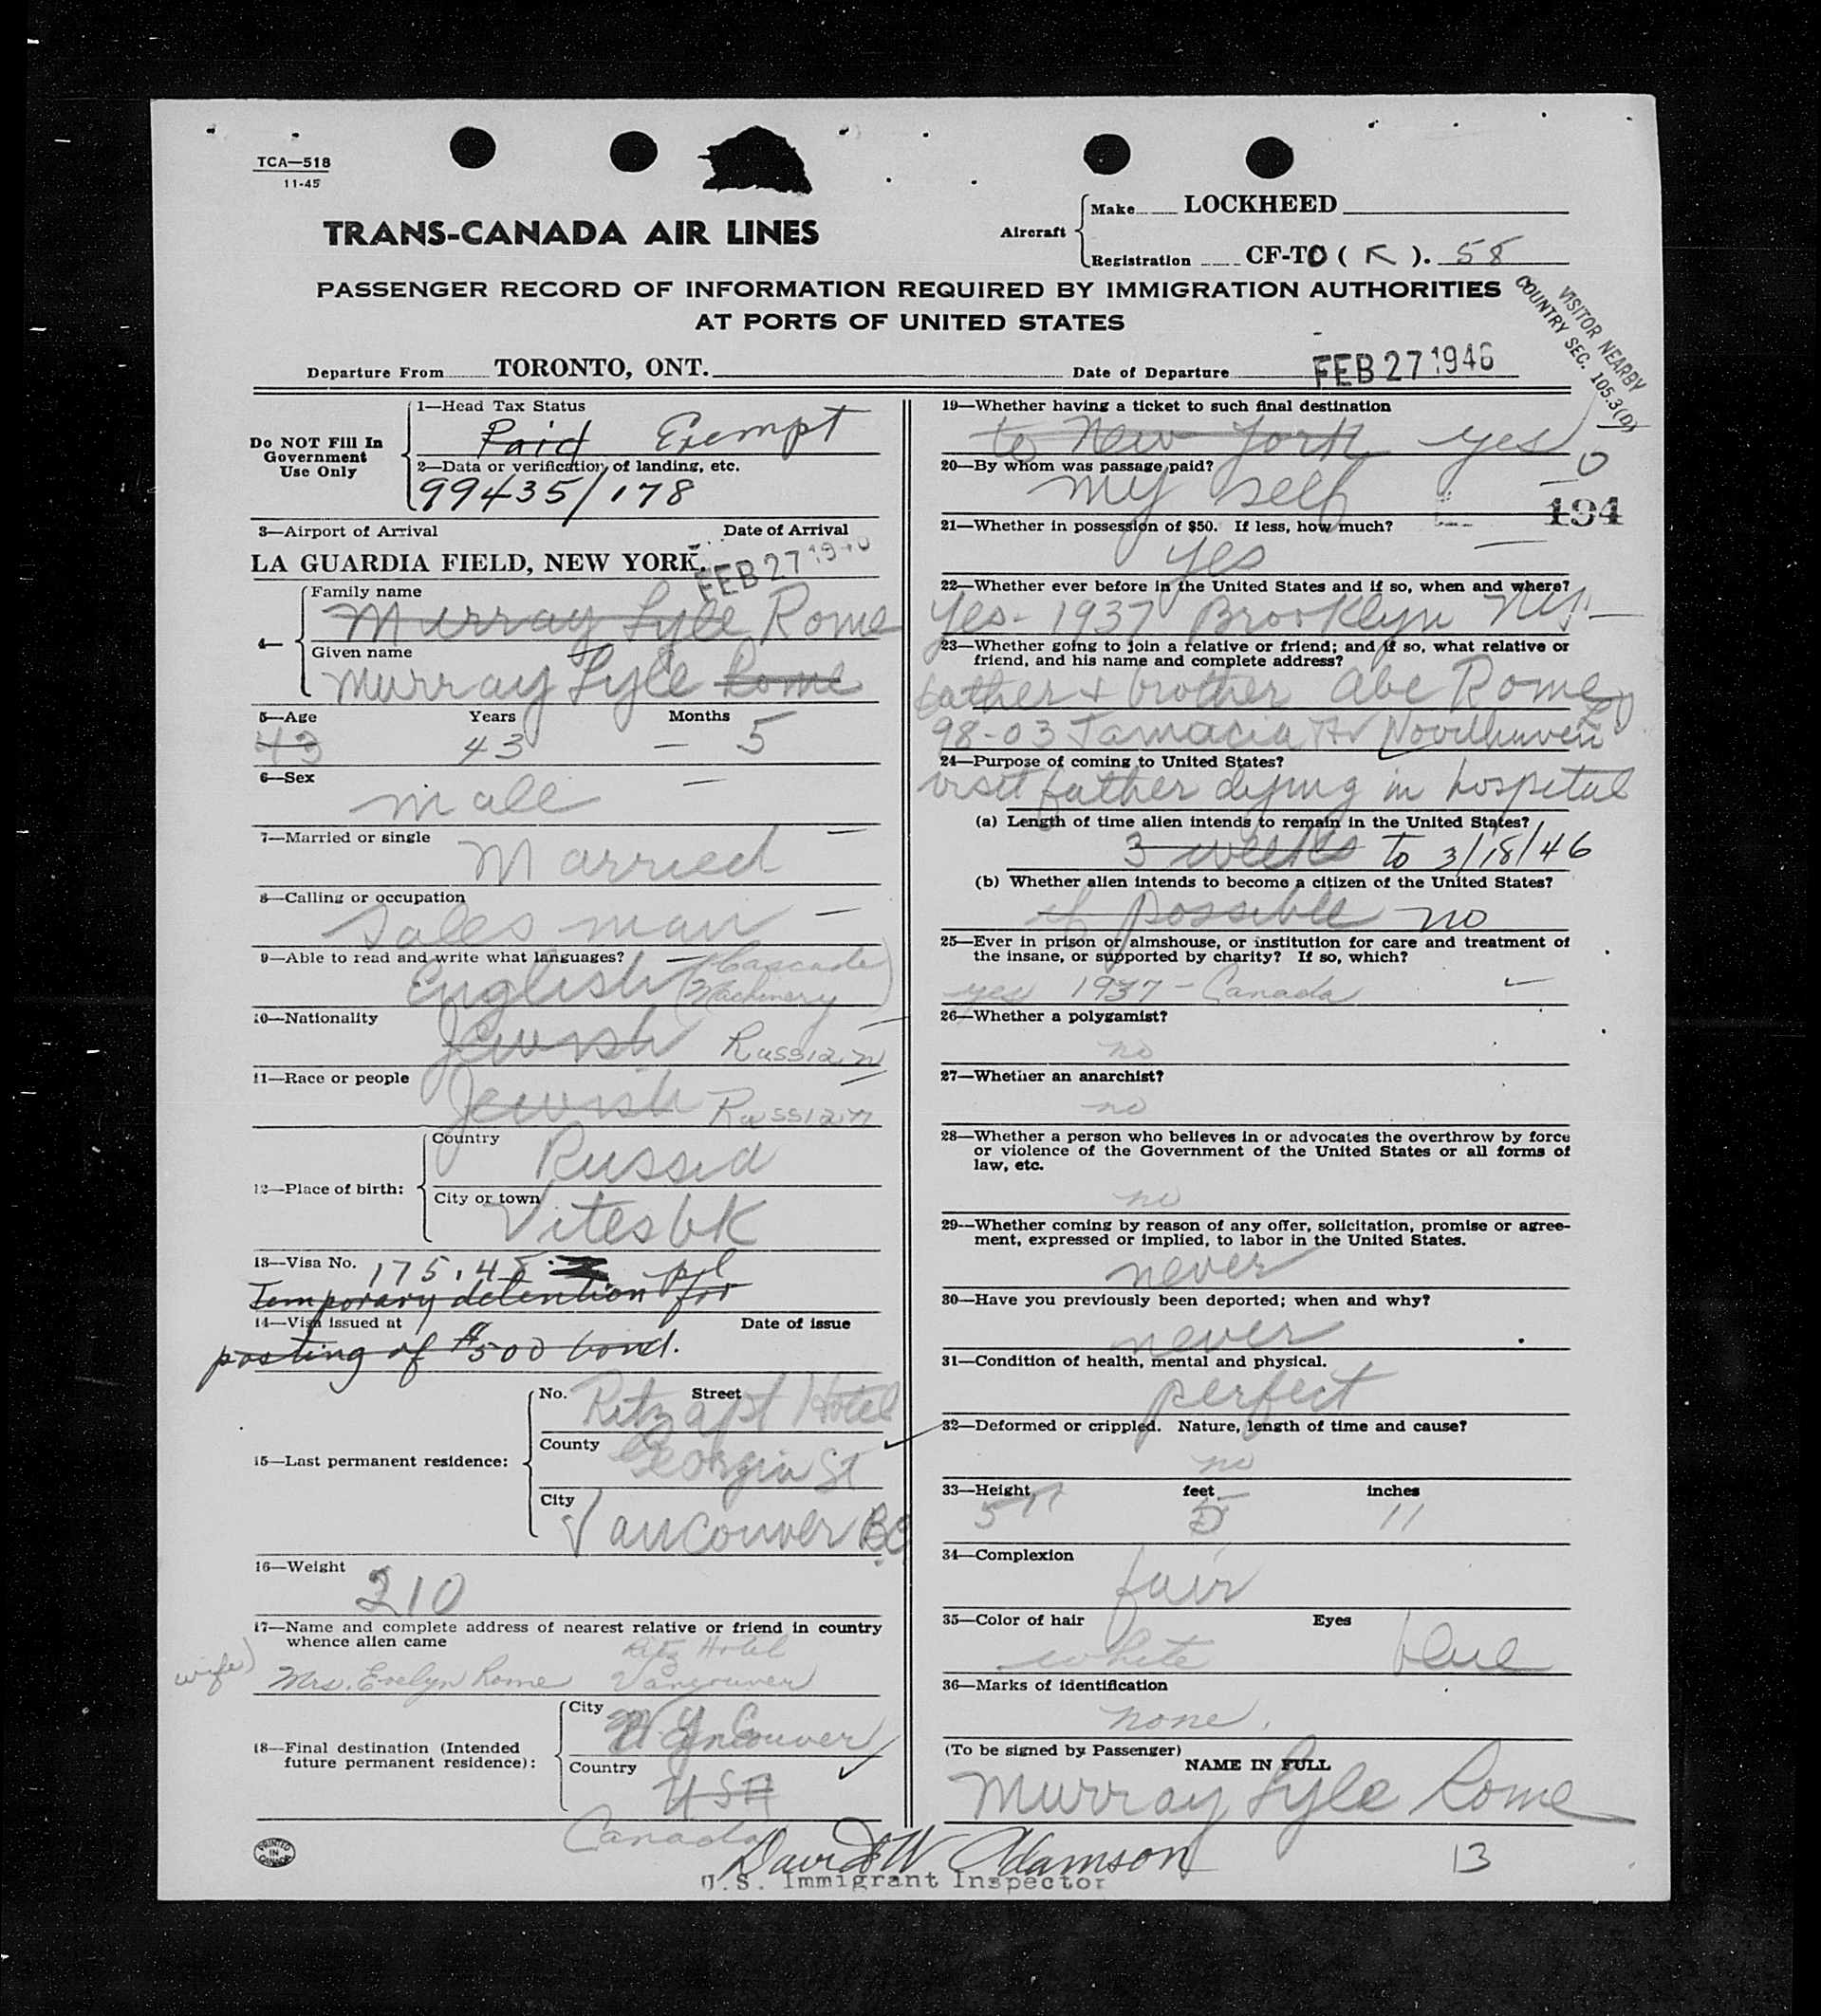 TCA—518
11-45
TRANS-CANADA AIR LINES
Aircraft
Make LOCKHEED
Registration CF-TO ( K ). 58
PASSENGER RECORD OF INFORMATION REQUIRED BY IMMIGRATION AUTHORITIES
AT PORTS OF UNITED STATES
VISITOR NEARBY
COUNTRY SEC. 105.3(a)
Departure From TORONTO, ONT.
Date of Departure FEB 27 1946
Do NOT Fill In
Government
Use Only
1—Head Tax Status
Paid Exempt
2—Data or verification of landing, etc.
99435/178
3—Airport of Arrival Date of Arrival
LA GUARDIA FIELD, NEW YORK. FEB 27 1946
4—
Family name
Murray Lyle Rome
Given name
Murray Lyle Rome
5—Age Years Months
43 43 — 5
6—Sex
male —
7—Married or single
Married —
8—Calling or occupation
Sales man —
9—Able to read and write what languages?
English (Cascade
Machinery)
10—Nationality
Jewish Russian
11—Race or people
Jewish Russian
12—Place of birth:
Country
Russia
City or town
Vitesbk
13—Visa No. 175.45
Temporary detention for
14—Visa issued at Date of issue
posting of $500 bond.
15—Last permanent residence:
No. Street
Ritz apt Hotel
County
Georgia St
City
Vancouver BC
16—Weight
210
17—Name and complete address of nearest relative or friend in country
whence alien came
Ritz Hotel
wife) Mrs. Evelyn Rome Vancouver
18—Final destination (Intended
future permanent residence):
City
Vancouver
Country
USA
Canada
PRINTED
IN
CANADA
19—Whether having a ticket to such final destination
to New York yes
20—By whom was passage paid?
my self
194
21—Whether in possession of $50. If less, how much?
yes —
22—Whether ever before in the United States and if so, when and where?
Yes - 1937 Brooklyn NY. —
23—Whether going to join a relative or friend; and if so, what relative or
friend, and his name and complete address?
father + brother Abe Rome
98-03 Jamacia Av Woodhaven
24—Purpose of coming to United States?
visit father dying in hospital
(a) Length of time alien intends to remain in the United States?
3 weeks to 3/18/46
(b) Whether alien intends to become a citizen of the United States?
if possible no
25—Ever in prison or almshouse, or institution for care and treatment of
the insane, or supported by charity? If so, which?
yes 1937 - Canada
26—Whether a polygamist?
no
27—Whether an anarchist?
no
28—Whether a person who believes in or advocates the overthrow by force
or violence of the Government of the United States or all forms of
law, etc.
no
29—Whether coming by reason of any offer, solicitation, promise or agree-
ment, expressed or implied, to labor in the United States.
never
30—Have you previously been deported; when and why?
never
31—Condition of health, mental and physical.
perfect
32—Deformed or crippled. Nature, length of time and cause?
no
33—Height feet inches
5 11
34—Complexion
fair
35—Color of hair Eyes
white blue
36—Marks of identification
none.
(To be signed by Passenger)
NAME IN FULL
Murray Lyle Rome
13
David W Adamson
U.S. Immigrant Inspector